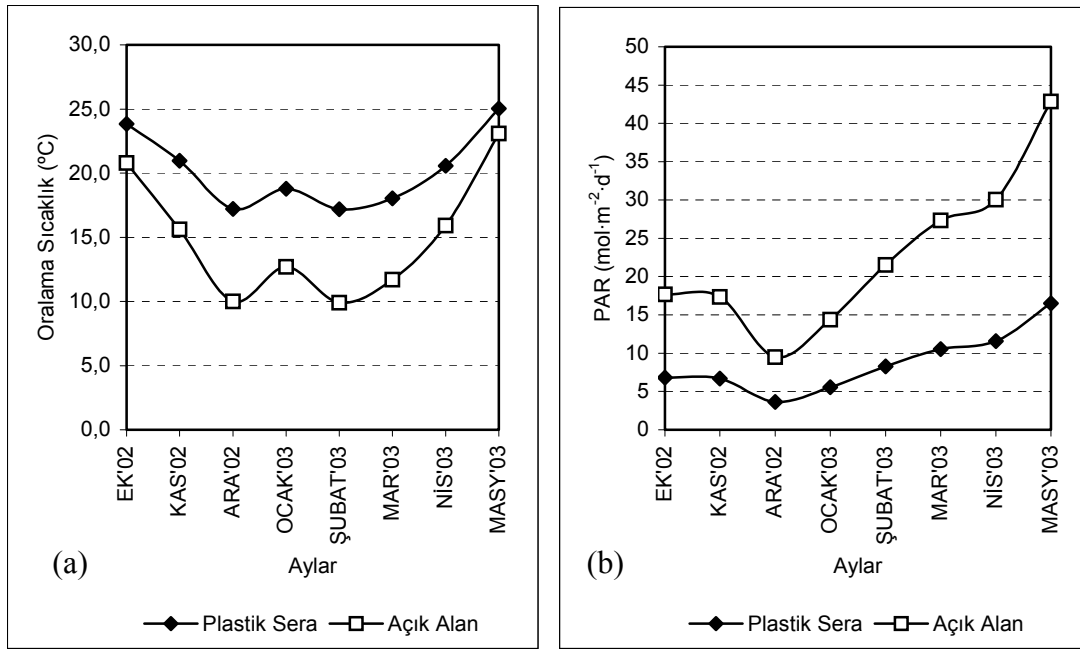 Oralama Sıcaklık (ºC)
30,0
25,0
20,0
15,0
10,0
5,0
0,0
EK'02
KAS'02
ARA'02
OCAK'03
ŞUBAT'03
MAR'03
NİS'03
MASY'03
(a)
Aylar
Plastik Sera
Açık Alan
PAR (mol·m⁻²·d⁻¹)
50
45
40
35
30
25
20
15
10
5
0
EK'02
KAS'02
ARA'02
OCAK'03
ŞUBAT'03
MAR'03
NİS'03
MASY'03
(b)
Aylar
Plastik Sera
Açık Alan